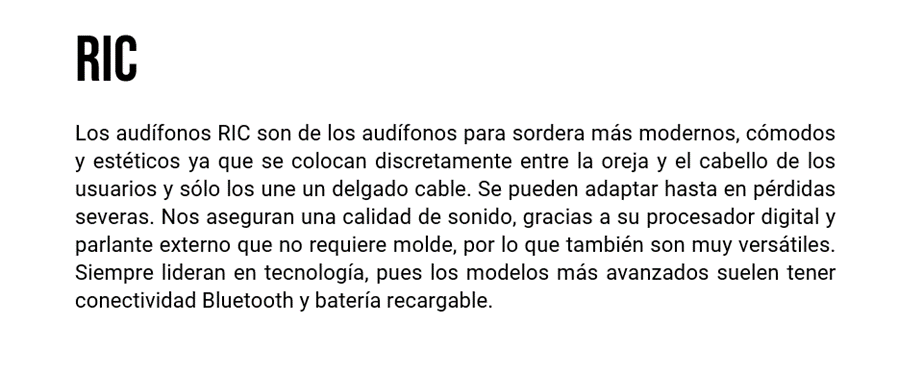 RIC
Los audífonos RIC son de los audífonos para sordera más modernos, cómodos
y estéticos ya que se colocan discretamente entre la oreja y el cabello de los
usuarios y sólo los une un delgado cable. Se pueden adaptar hasta en pérdidas
severas. Nos aseguran una calidad de sonido, gracias a su procesador digital y
parlante externo que no requiere molde, por lo que también son muy versátiles.
Siempre lideran en tecnología, pues los modelos más avanzados suelen tener
conectividad Bluetooth y batería recargable.